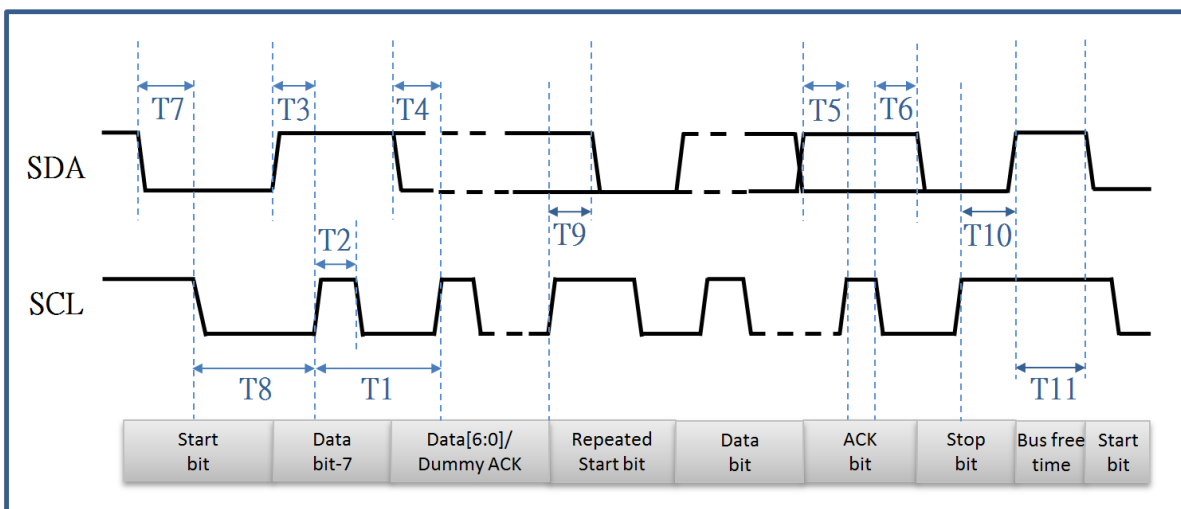 T7
T3
T4
T5
T6
SDA
T9
T10
T2
SCL
T8
T1
T11
Start
bit
Data
bit-7
Data[6:0]/
Dummy ACK
Repeated
Start bit
Data
bit
ACK
bit
Stop
bit
Bus free
time
Start
bit